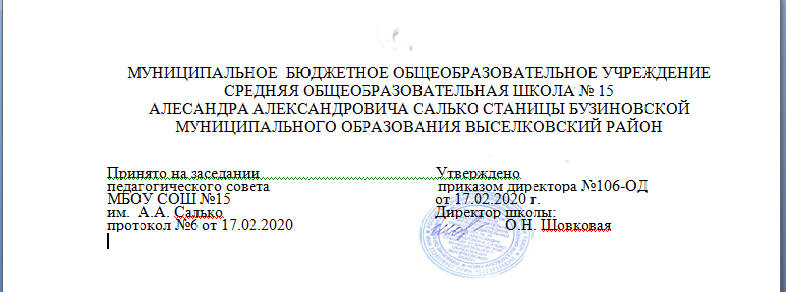 МУНИЦИПАЛЬНОЕ БЮДЖЕТНОЕ ОБЩЕОБРАЗОВАТЕЛЬНОЕ УЧРЕЖДЕНИЕ
СРЕДНЯЯ ОБЩЕОБРАЗОВАТЕЛЬНАЯ ШКОЛА № 15
АЛЕСАНДРА АЛЕКСАНДРОВИЧА САЛЬКО СТАНИЦЫ БУЗИНОВСКОЙ
МУНИЦИПАЛЬНОГО ОБРАЗОВАНИЯ ВЫСЕЛКОВСКИЙ РАЙОН
Принято на заседании Утверждено
педагогического совета приказом директора №106-ОД
МБОУ СОШ №15 от 17.02.2020 г.
им. А.А. Салько Директор школы:
протокол №6 от 17.02.2020 О.Н. Шовковая